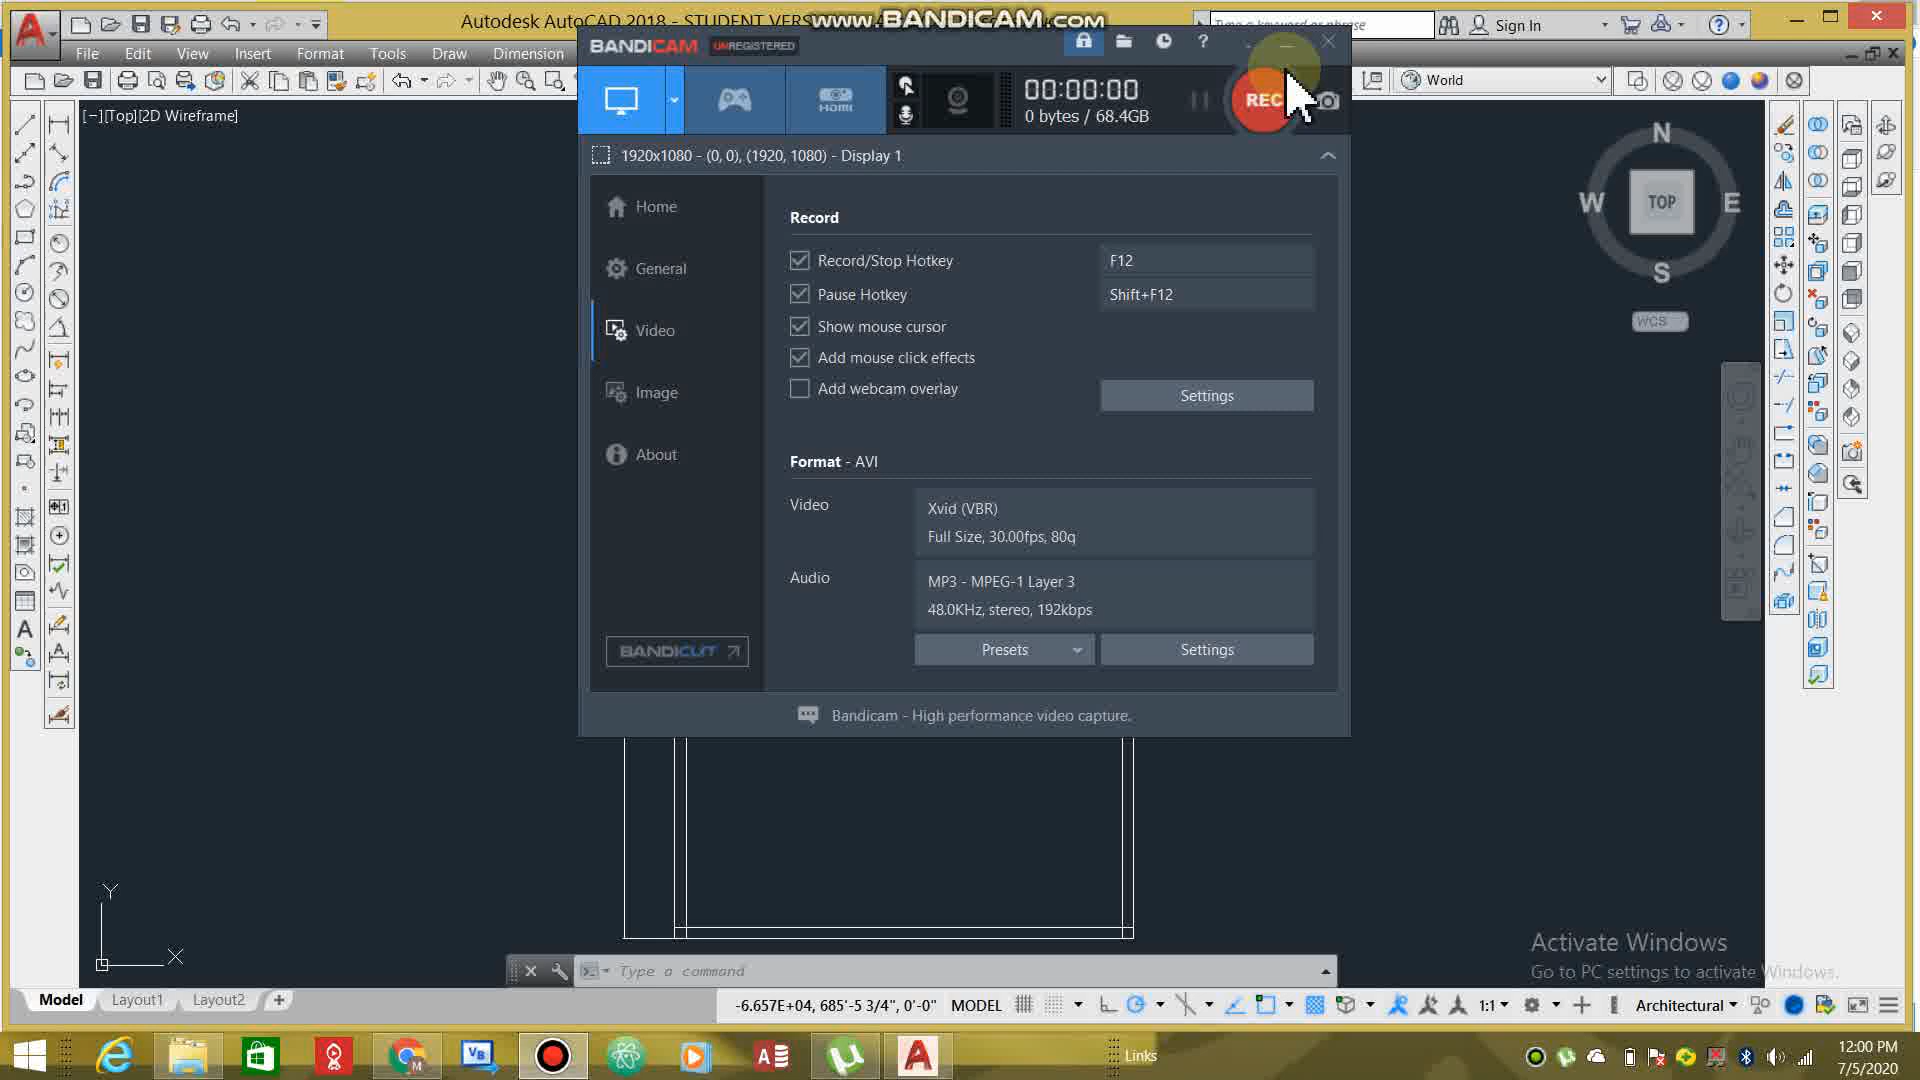 Autodesk AutoCAD 2018 - STUDENT VERS
www.BANDICAM.com
Type a keyword or phrase
Sign In
File Edit View Insert Format Tools Draw Dimension
BANDICAM UNREGISTERED
World
HDMI
00:00:00
0 bytes / 68.4GB
REC
[−][Top][2D Wireframe]
1920x1080 - (0, 0), (1920, 1080) - Display 1
Home
General
Video
Image
About
BANDICUT
Record
Record/Stop Hotkey F12
Pause Hotkey Shift+F12
Show mouse cursor
Add mouse click effects
Add webcam overlay
Settings
Format - AVI
Video
Xvid (VBR)
Full Size, 30.00fps, 80q
Audio
MP3 - MPEG-1 Layer 3
48.0KHz, stereo, 192kbps
Presets
Settings
Bandicam - High performance video capture.
N
W TOP E
S
WCS
Y
X
Type a command
Activate Windows
Go to PC settings to activate Windows.
Model Layout1 Layout2 +
-6.657E+04, 685'-5 3/4", 0'-0" MODEL
1:1
Architectural
Links
12:00 PM
7/5/2020